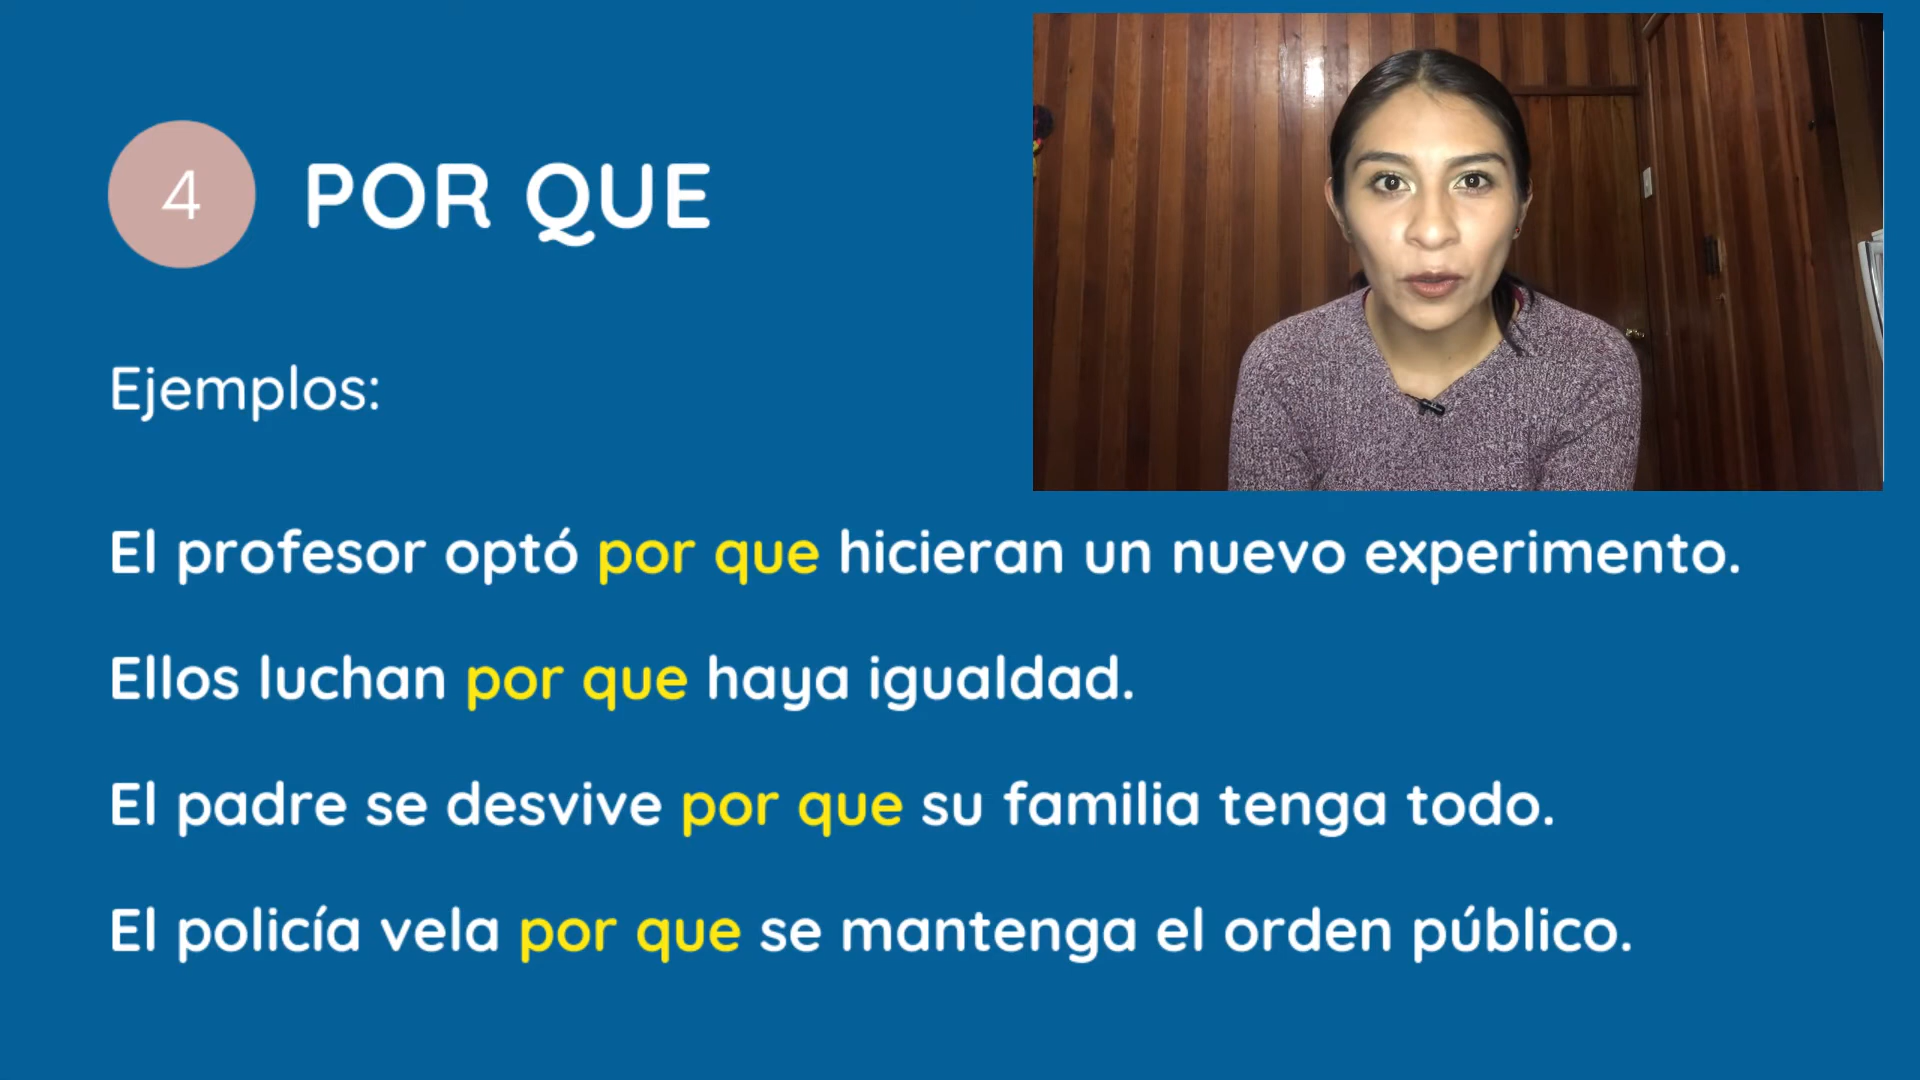 4 POR QUE
Ejemplos:
El profesor optó por que hicieran un nuevo experimento.
Ellos luchan por que haya igualdad.
El padre se desvive por que su familia tenga todo.
El policía vela por que se mantenga el orden público.